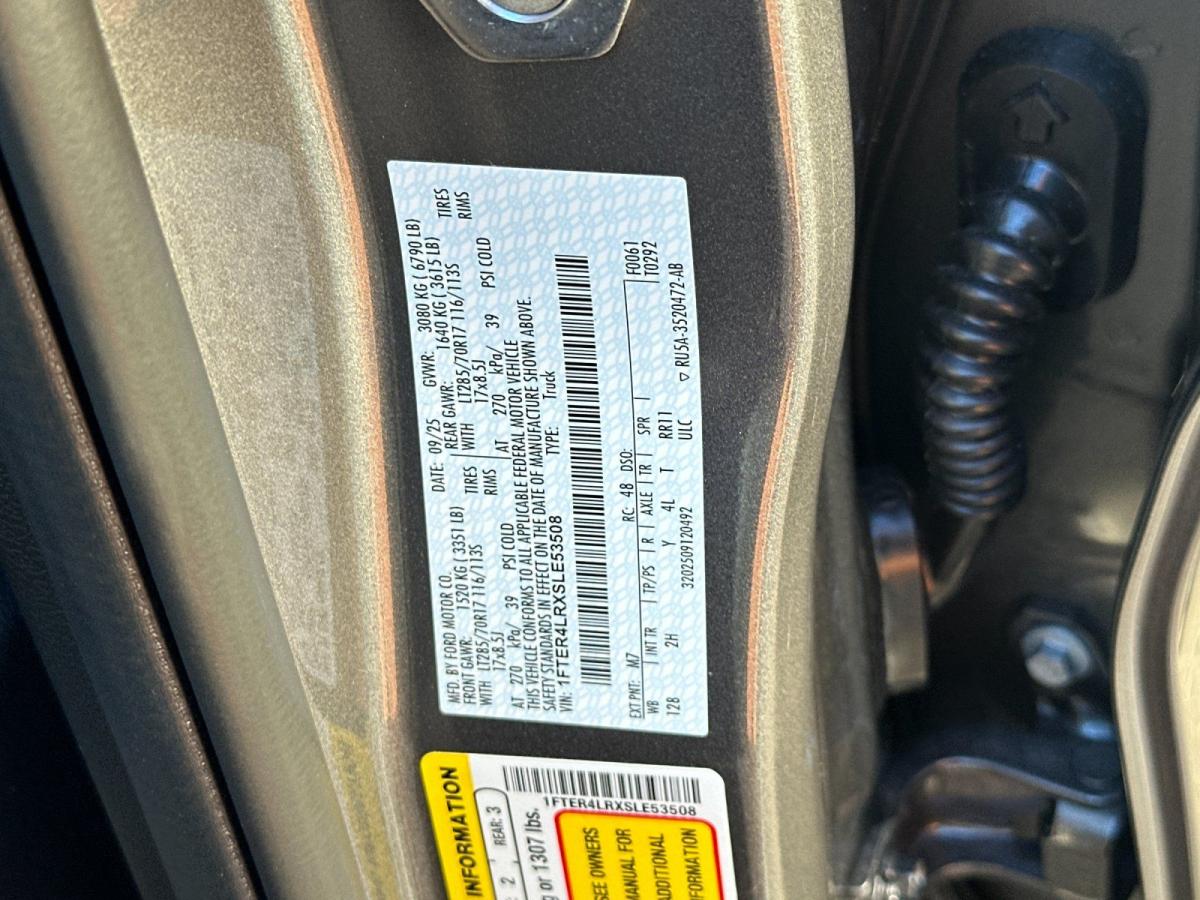 MFD. BY FORD MOTOR CO. DATE: 09/25 GVWR: 3080 KG ( 6790 LB)
FRONT GAWR: 1520 KG ( 3351 LB) REAR GAWR: 1640 KG ( 3615 LB)
WITH LT285/70R17 116/113S TIRES WITH LT285/70R17 116/113S TIRES
17x8.5J RIMS 17x8.5J RIMS
AT 270 kPa/ 39 PSI COLD AT 270 kPa/ 39 PSI COLD
THIS VEHICLE CONFORMS TO ALL APPLICABLE FEDERAL MOTOR VEHICLE
SAFETY STANDARDS IN EFFECT ON THE DATE OF MANUFACTURE SHOWN ABOVE.
VIN: 1FTER4LRXSLE53508 TYPE: Truck
EXT PNT: M7 RC: 48 DSO: F0061
WB INT TR TP/PS R AXLE TR SPR T0292
128 2H Y 4L T RR11
3202509120492 ULC ▽ RU5A-3520472-AB
INFORMATION
2 REAR: 3
or 1307 lbs.
1FTER4LRXSLE53508
SEE OWNERS
MANUAL FOR
ADDITIONAL
INFORMATION